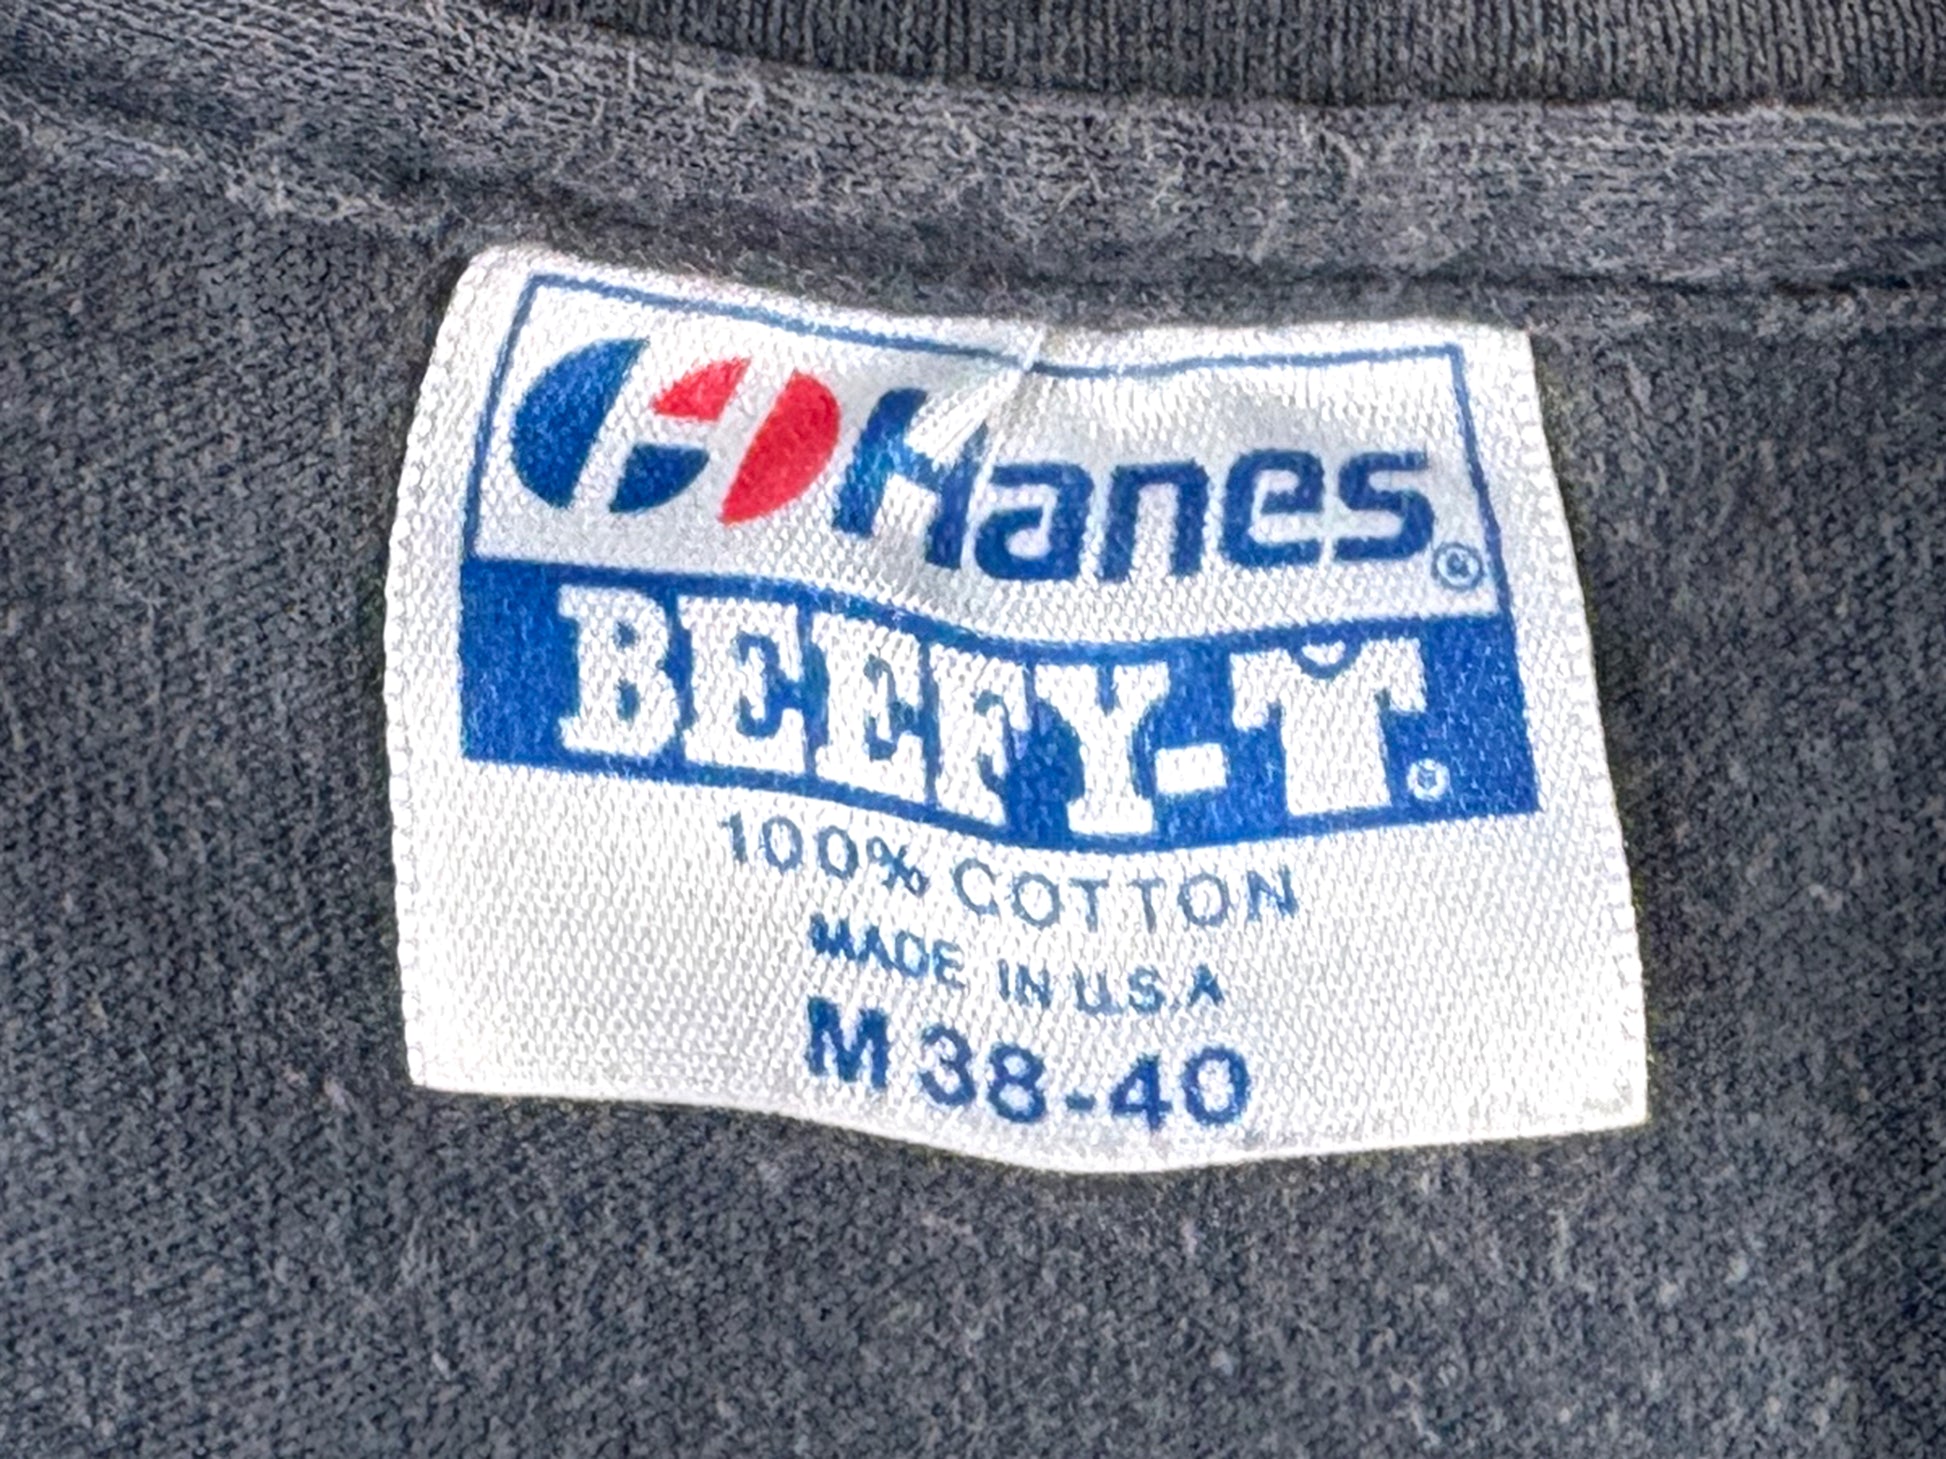 Hanes®
BEEFY-T®
100% COTTON
MADE IN U.S.A
M 38-40